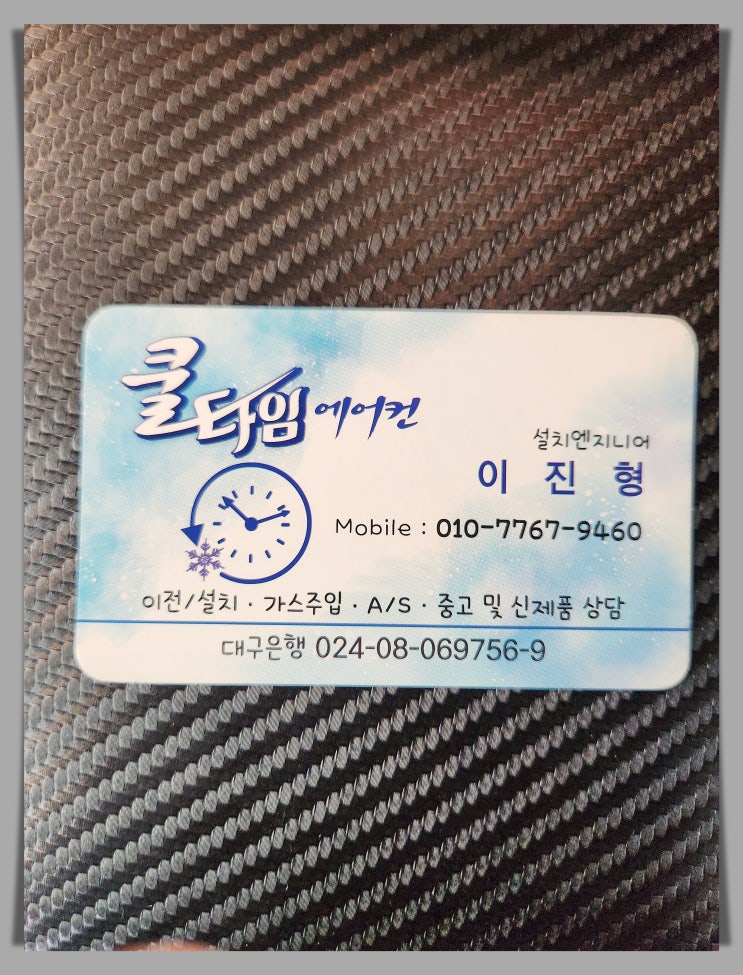 쿨타임 에어컨
설치엔지니어
이 진 형
Mobile : 010-7767-9460
이전/설치 · 가스주입 · A/S · 중고 및 신제품 상담
대구은행 024-08-069756-9